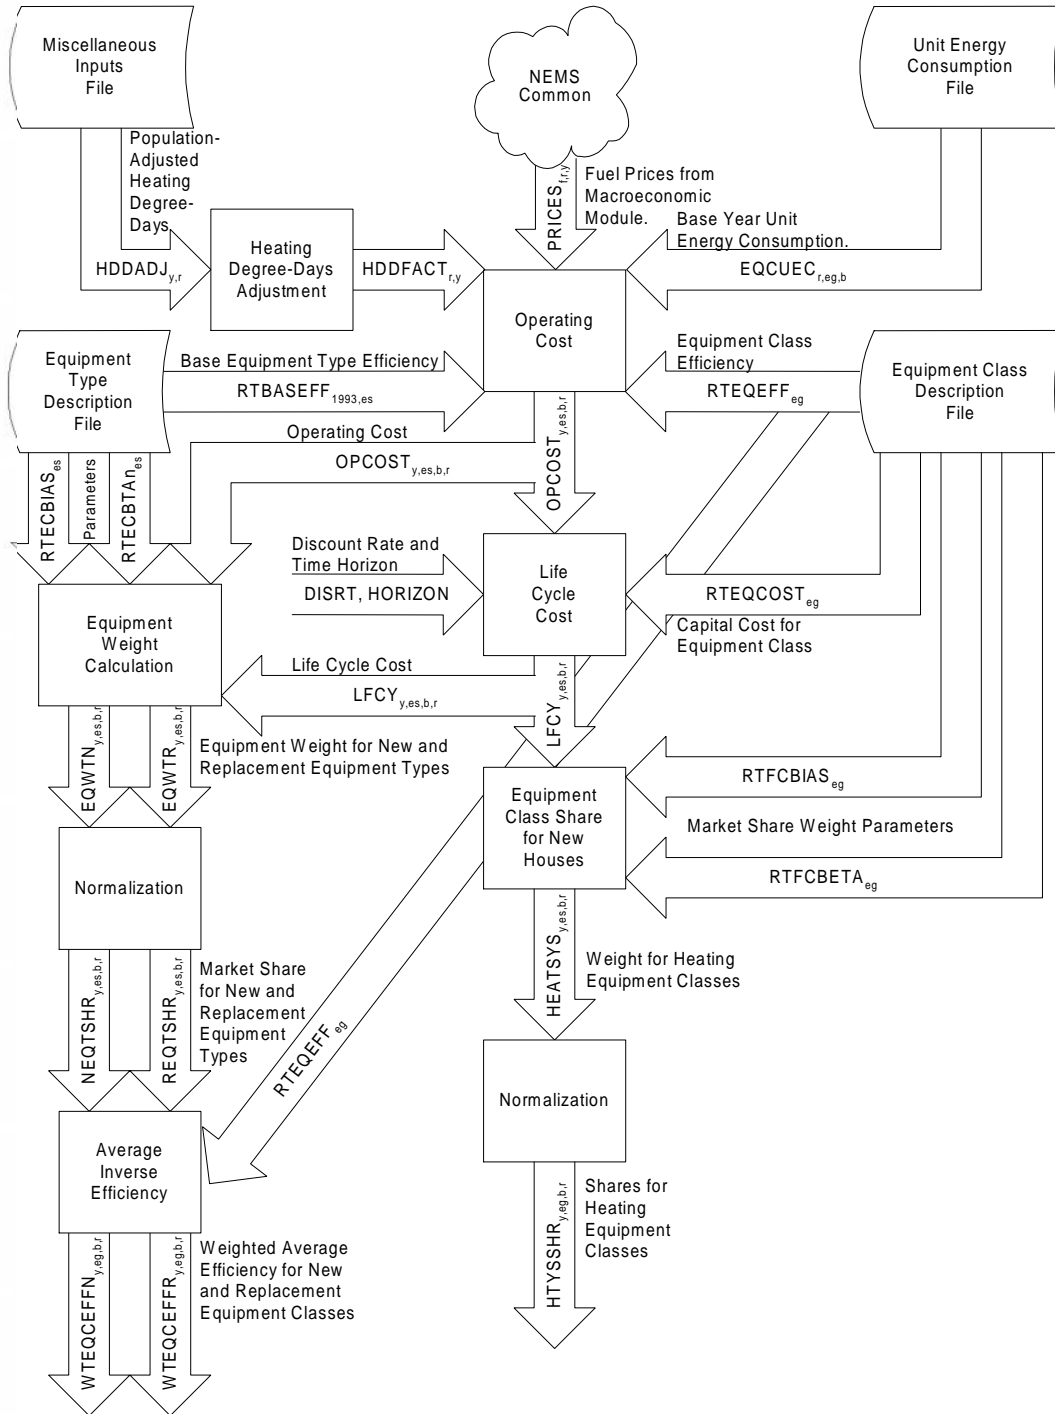 Miscellaneous
Inputs
File
NEMS
Common
Unit Energy
Consumption
File
Population-
Adjusted
Heating
Degree-
Days
HDDADJy,r
Heating
Degree-Days
Adjustment
HDDFACTr,y
PRICESf,r,y
Fuel Prices from
Macroeconomic
Module.
Base Year Unit
Energy Consumption.
EQCUECr,eg,b
Operating
Cost
Equipment
Type
Description
File
Base Equipment Type Efficiency
RTBASEFF1993,es
Equipment Class
Efficiency
RTEQEFFeg
Equipment Class
Description
File
Operating Cost
OPCOSTy,es,b,r
OPCOSTy,es,b,r
RTECBIASes
Parameters
RTECBTAnes
Discount Rate and
Time Horizon
DISRT, HORIZON
Life
Cycle
Cost
RTEQCOSTeg
Capital Cost for
Equipment Class
Equipment
Weight
Calculation
Life Cycle Cost
LFCYy,es,b,r
LFCYy,es,b,r
EQWTNy,es,b,r
EQWTRy,es,b,r
Equipment Weight for New and
Replacement Equipment Types
Equipment
Class Share
for New
Houses
RTFCBIASeg
Market Share Weight Parameters
RTFCBETAeg
Normalization
HEATSYSy,es,b,r
Weight for Heating
Equipment Classes
NEQTSHRy,es,b,r
REQTSHRy,es,b,r
Market Share
for New and
Replacement
Equipment
Types
RTEQEFFeg
Normalization
Average
Inverse
Efficiency
HTYSSHRy,eg,b,r
Shares for
Heating
Equipment
Classes
WTEQCEFFNy,eg,b,r
WTEQCEFFRy,eg,b,r
Weighted Average
Efficiency for New
and Replacement
Equipment Classes